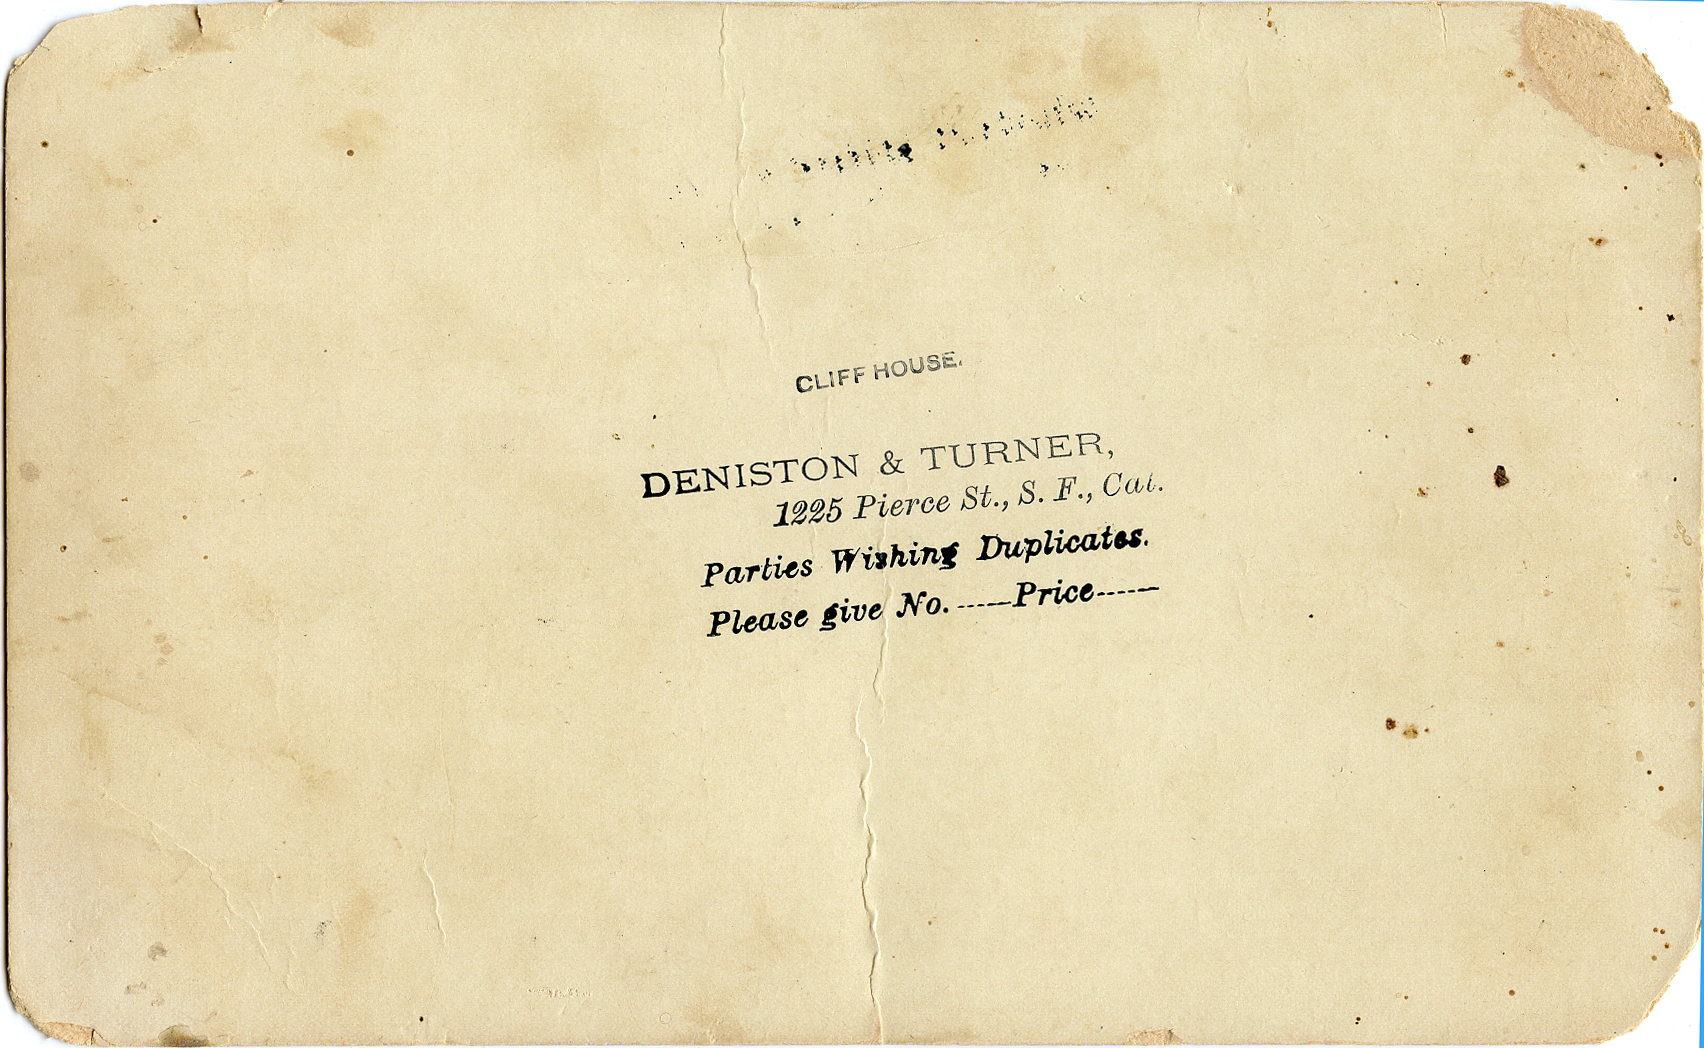 CLIFF HOUSE.
DENISTON & TURNER,
1225 Pierce St., S. F., Cal.
Parties Wishing Duplicates.
Please give No. ------Price------